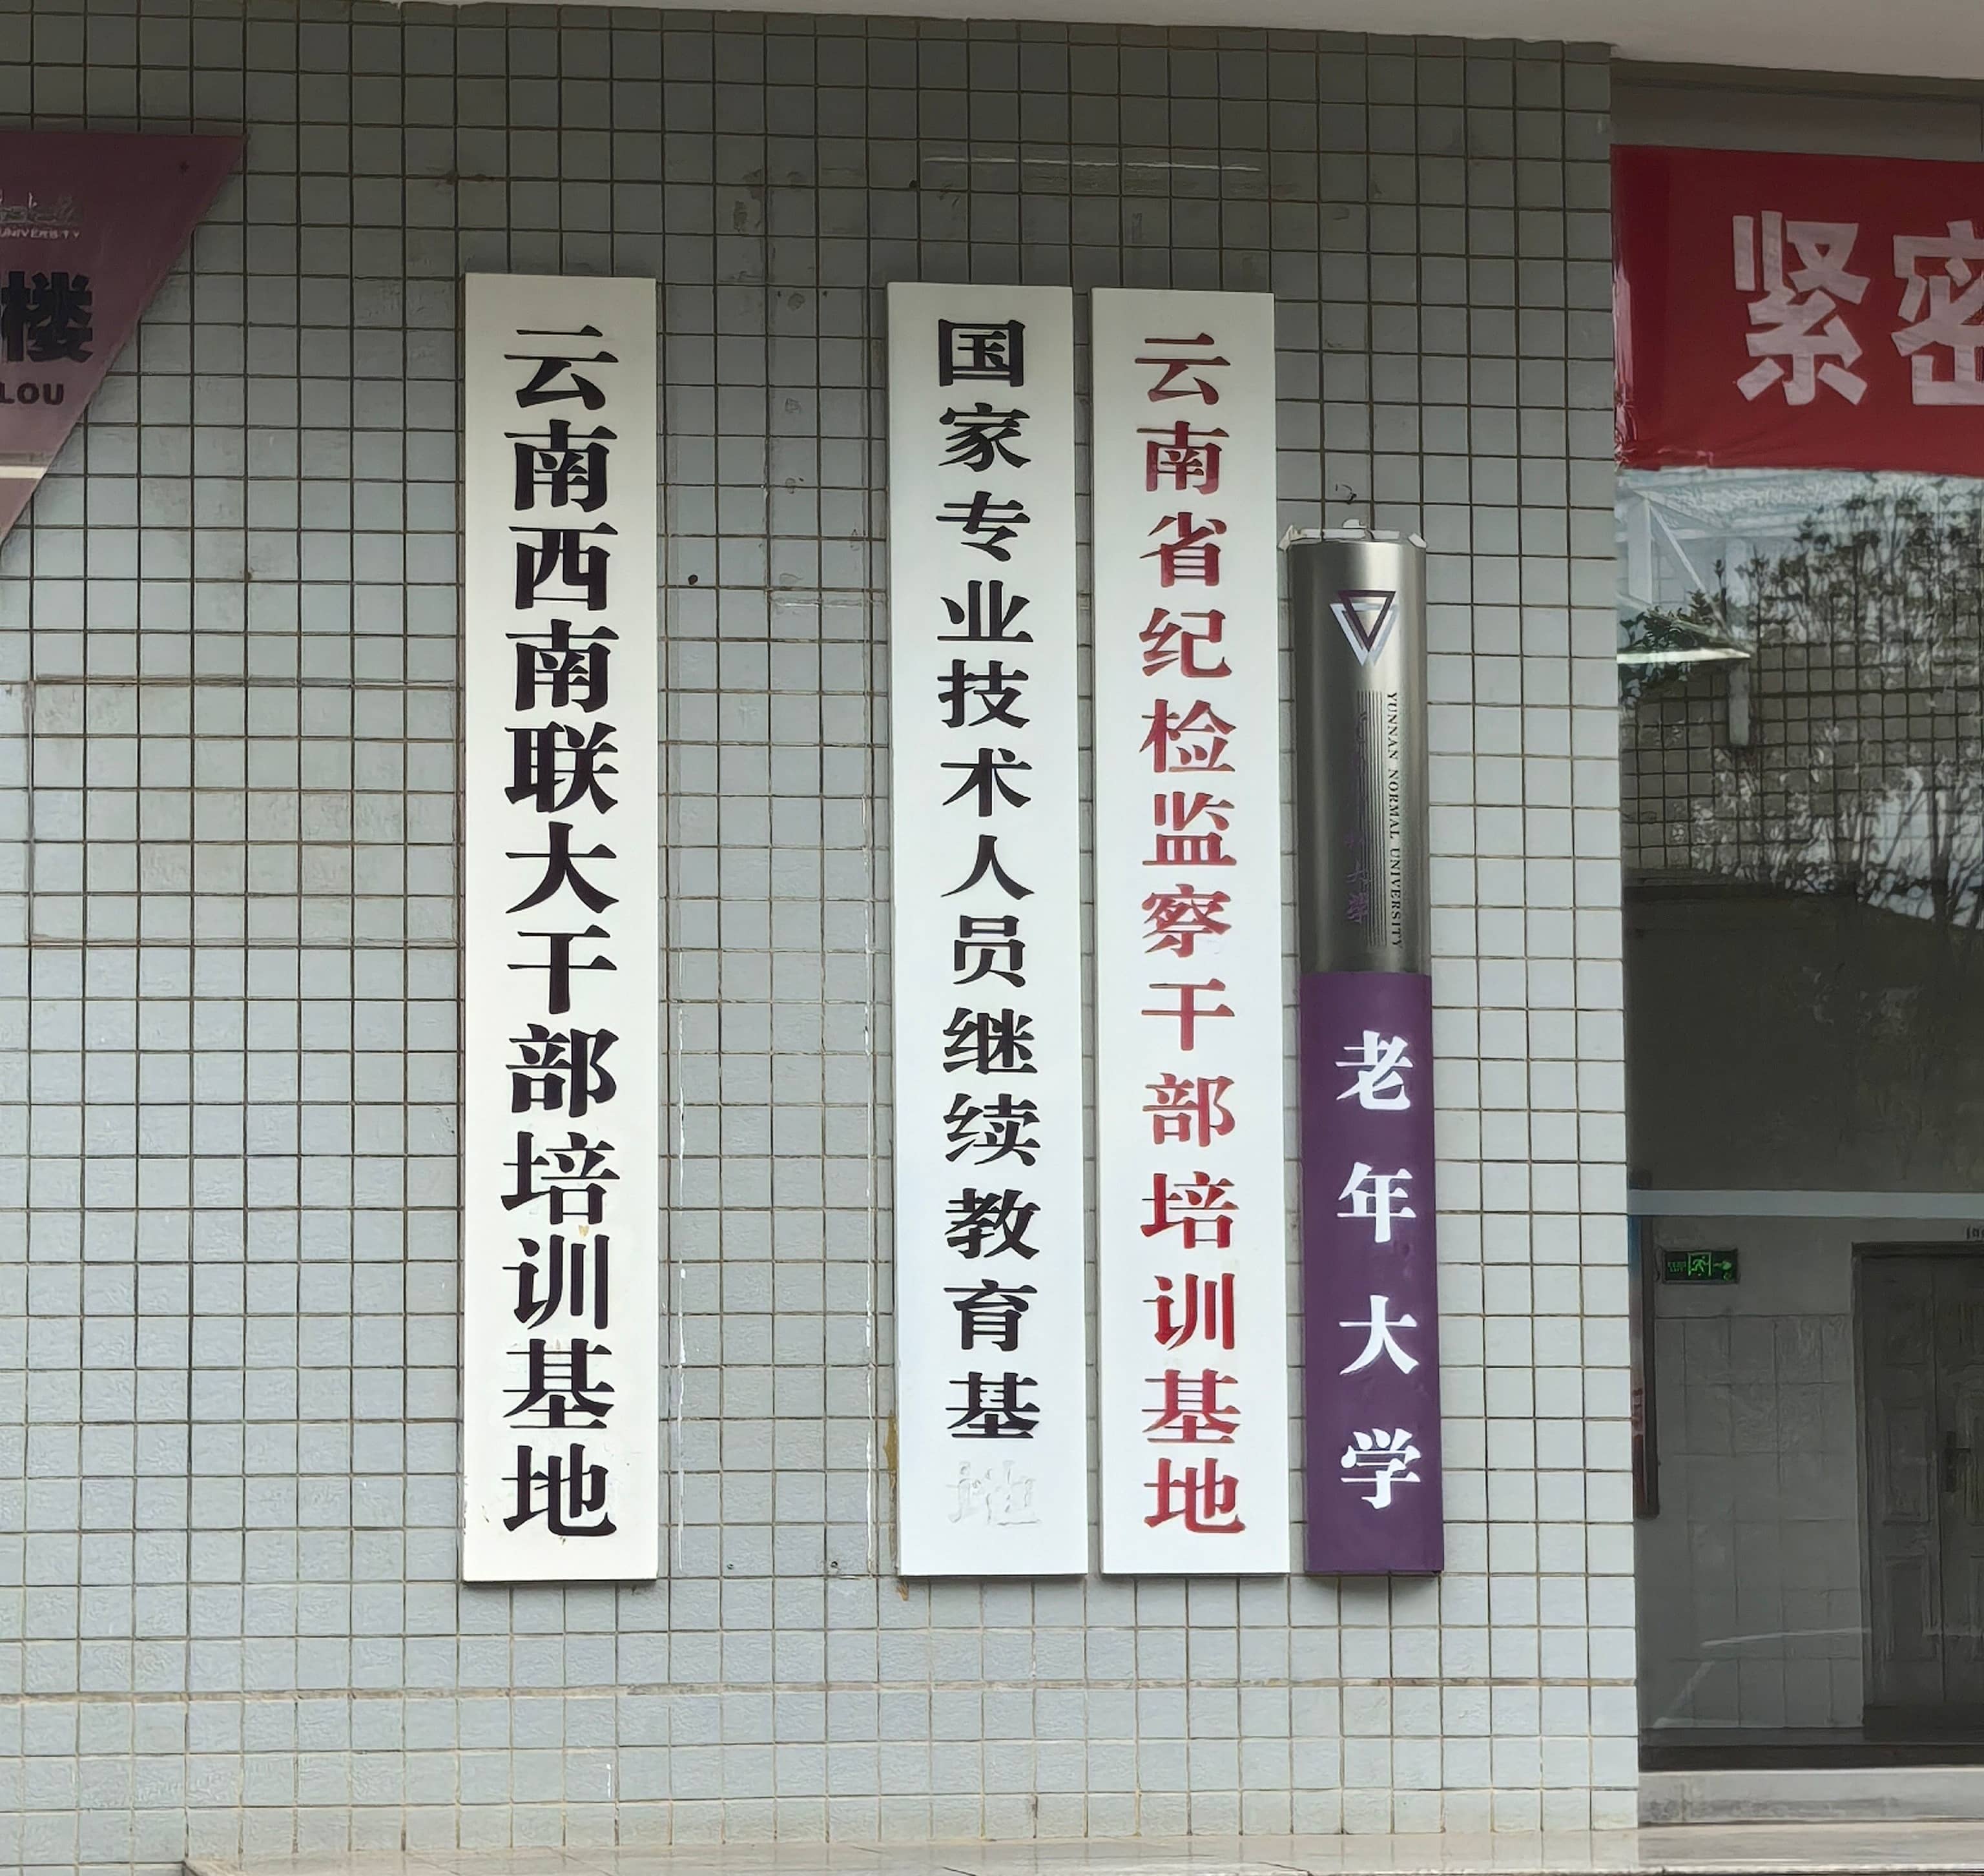 楼
LOU
UNIVERSITY
云南西南联大干部培训基地
国家专业技术人员继续教育基地
云南省纪检监察干部培训基地
YUNNAN NORMAL UNIVERSITY
老年大学
紧密